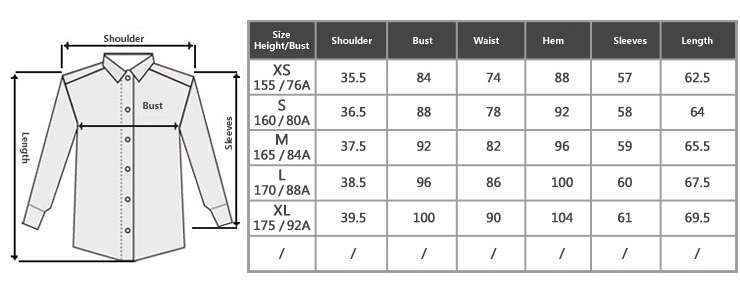 Shoulder
Bust
Length
Sleeves
Size Height/Bust Shoulder Bust Waist Hem Sleeves Length
XS 155/76A 35.5 84 74 88 57 62.5
S 160/80A 36.5 88 78 92 58 64
M 165/84A 37.5 92 82 96 59 65.5
L 170/88A 38.5 96 86 100 60 67.5
XL 175/92A 39.5 100 90 104 61 69.5
/ / / / / / /